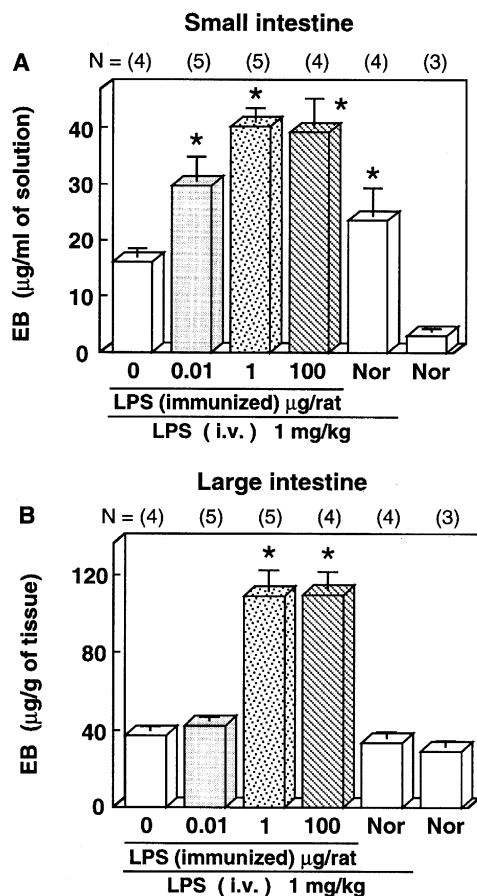 Small intestine
A
N = (4) (5) (5) (4) (4) (3)
EB (μg/ml of solution)
40
30
20
10
0
* * * * *
0 0.01 1 100 Nor Nor
LPS (immunized) μg/rat
LPS ( i.v. ) 1 mg/kg
Large intestine
B
N = (4) (5) (5) (4) (4) (3)
EB (μg/g of tissue)
120
80
40
0
* *
0 0.01 1 100 Nor Nor
LPS (immunized) μg/rat
LPS ( i.v. ) 1 mg/kg